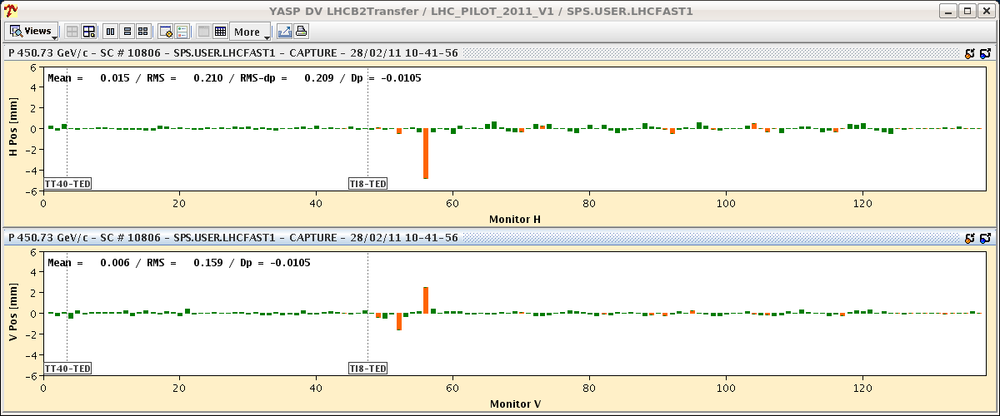 YASP DV LHCB2Transfer / LHC_PILOT_2011_V1 / SPS.USER.LHCFAST1
Views More
P 450.73 GeV/c - SC # 10806 - SPS.USER.LHCFAST1 - CAPTURE - 28/02/11 10-41-56
Mean = 0.015 / RMS = 0.210 / RMS-dp = 0.209 / Dp = -0.0105
H Pos [mm]
6
4
2
0
-2
-4
-6
TT40-TED TI8-TED
0 20 40 60 80 100 120
Monitor H
P 450.73 GeV/c - SC # 10806 - SPS.USER.LHCFAST1 - CAPTURE - 28/02/11 10-41-56
Mean = 0.006 / RMS = 0.159 / Dp = -0.0105
V Pos [mm]
6
4
2
0
-2
-4
-6
TT40-TED TI8-TED
0 20 40 60 80 100 120
Monitor V